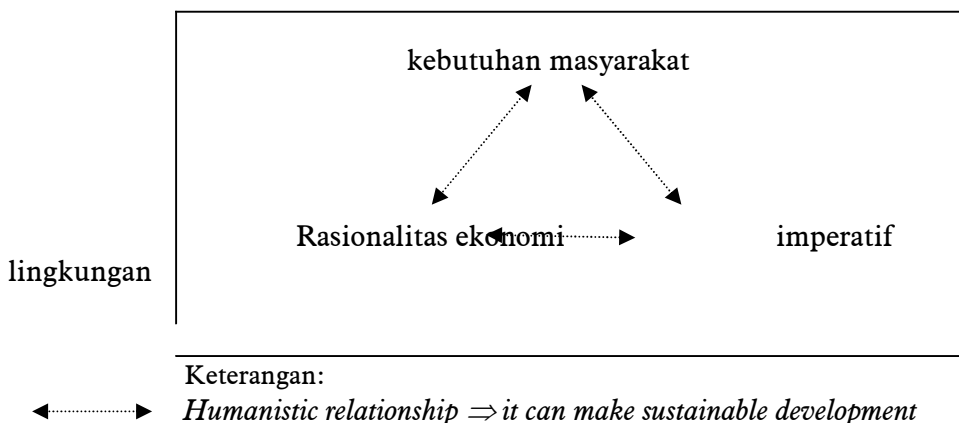 kebutuhan masyarakat
Rasionalitas ekonomi imperatif
lingkungan
Keterangan:
Humanistic relationship ⇒ it can make sustainable development